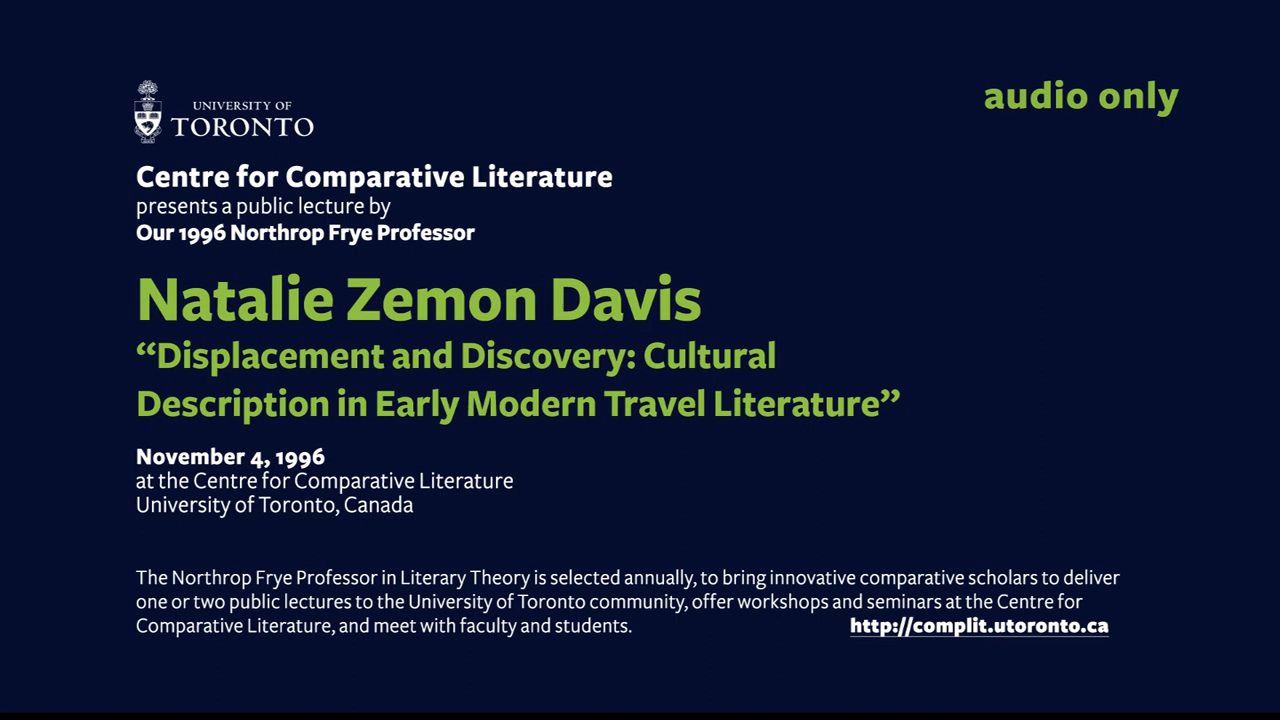 UNIVERSITY OF
TORONTO
audio only
Centre for Comparative Literature
presents a public lecture by
Our 1996 Northrop Frye Professor
Natalie Zemon Davis
“Displacement and Discovery: Cultural
Description in Early Modern Travel Literature”
November 4, 1996
at the Centre for Comparative Literature
University of Toronto, Canada
The Northrop Frye Professor in Literary Theory is selected annually, to bring innovative comparative scholars to deliver
one or two public lectures to the University of Toronto community, offer workshops and seminars at the Centre for
Comparative Literature, and meet with faculty and students.
http://complit.utoronto.ca